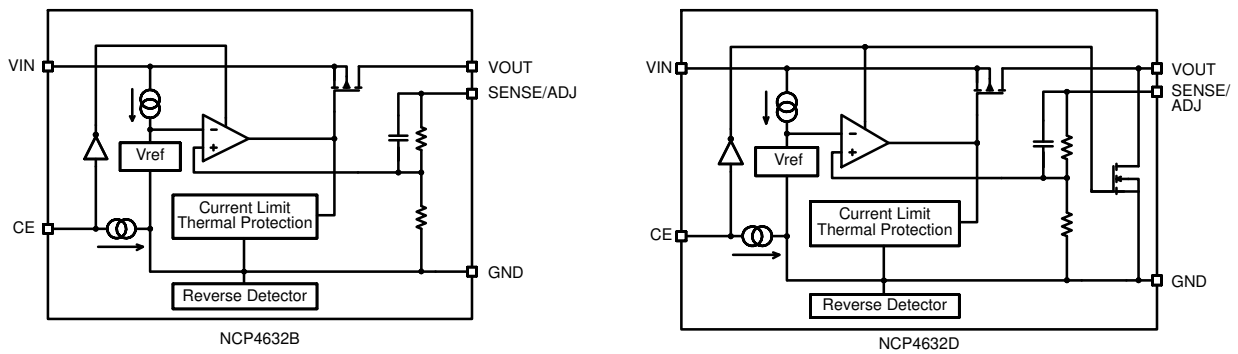 VIN
VOUT
SENSE/ADJ
−
+
Vref
Current Limit
Thermal Protection
CE
GND
Reverse Detector
NCP4632B
VIN
VOUT
SENSE/
ADJ
−
+
Vref
Current Limit
Thermal Protection
CE
GND
Reverse Detector
NCP4632D